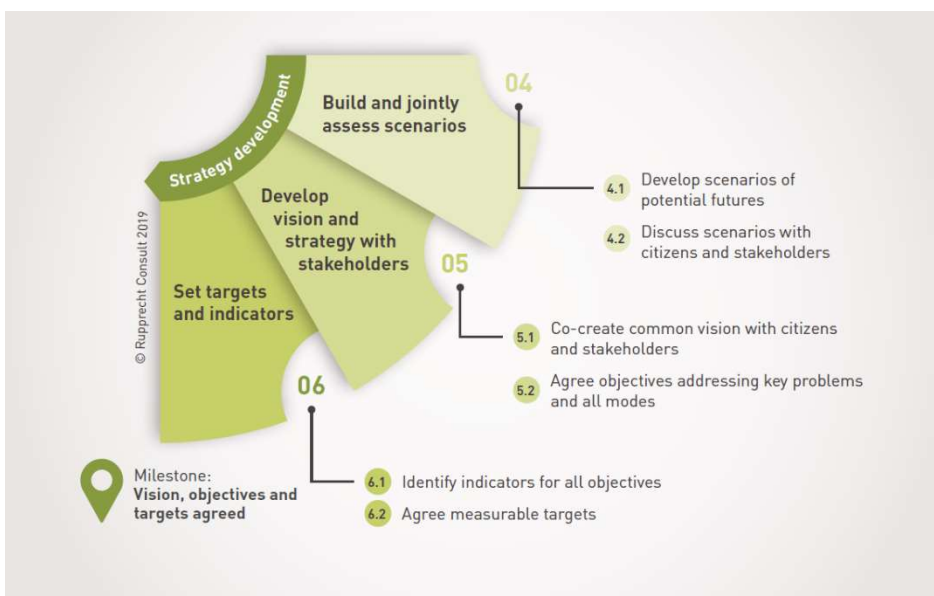 Strategy development
Build and jointly
assess scenarios
04
4.1
Develop scenarios of
potential futures
4.2
Discuss scenarios with
citizens and stakeholders
Develop
vision and
strategy with
stakeholders
05
5.1
Co-create common vision with citizens
and stakeholders
5.2
Agree objectives addressing key problems
and all modes
Set targets
and indicators
06
6.1
Identify indicators for all objectives
6.2
Agree measurable targets
Milestone:
Vision, objectives and
targets agreed
© Rupprecht Consult 2019